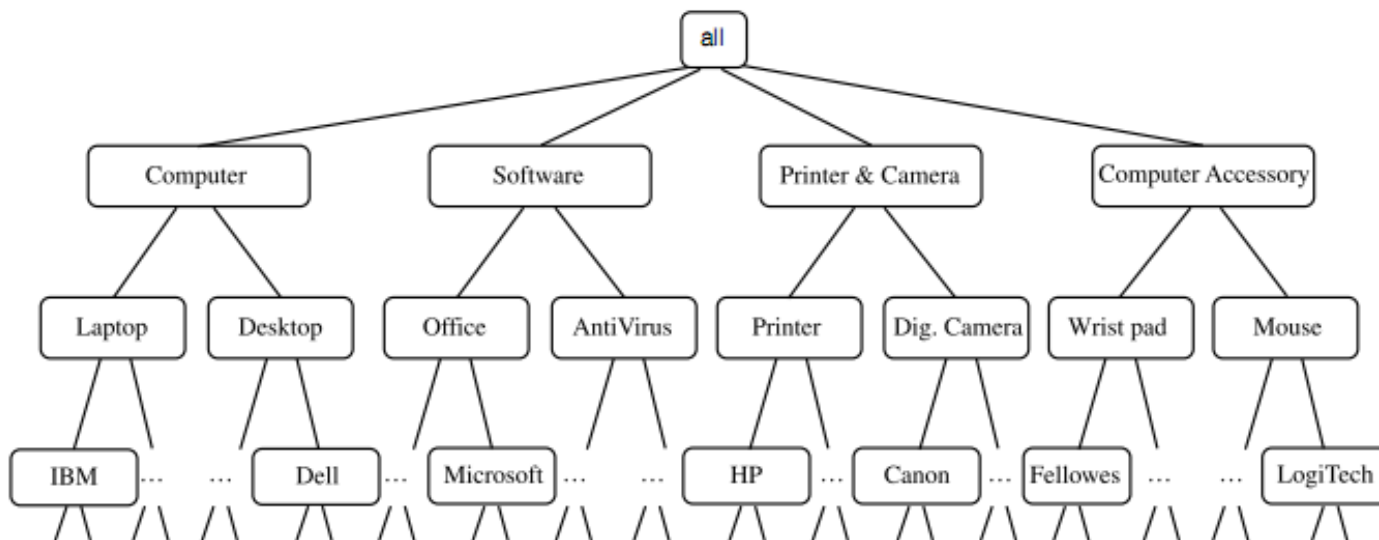 all
Computer
Software
Printer & Camera
Computer Accessory
Laptop
Desktop
Office
AntiVirus
Printer
Dig. Camera
Wrist pad
Mouse
IBM
...
...
Dell
...
Microsoft
...
...
HP
...
Canon
...
Fellowes
...
...
LogiTech